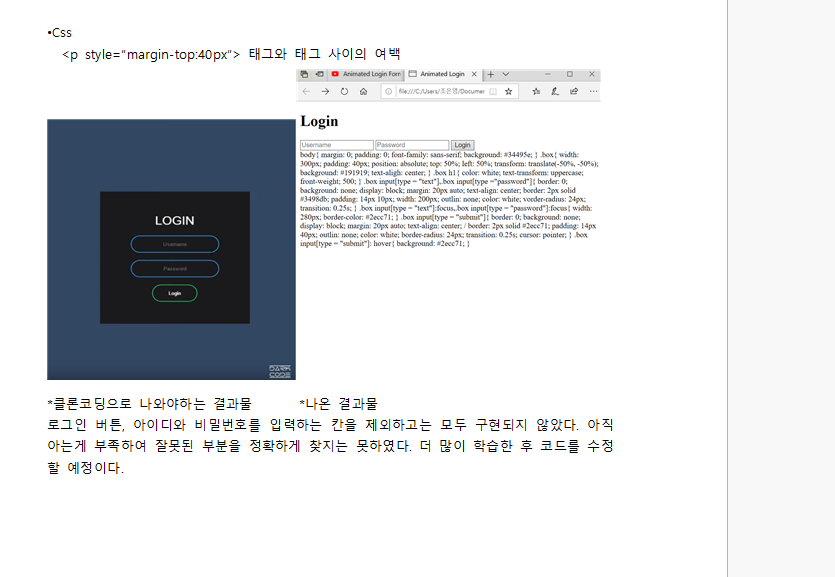 •Css
<p style="margin-top:40px"> 태그와 태그 사이의 여백
Animated Login Form
Animated Login
file:///C:/Users/조은영/Documer
Login
Username Password Login
body{ margin: 0; padding: 0; font-family: sans-serif; background: #34495e; } .box{ width:
300px; padding: 40px; position: absolute; top: 50%; left: 50%; transform: translate(-50%, -50%);
background: #191919; text-aligh: center; } .box h1{ color: white; text-transform: uppercase;
font-weight: 500; } .box input[type = "text"],.box input[type ="password"]{ border: 0;
background: none; display: block; margin: 20px auto; text-align: center; border: 2px solid
#3498db; padding: 14px 10px; width: 200px; outlin: none; color: white; vorder-radius: 24px;
transition: 0.25s; } .box input[type = "text"]:focus,.box input[type = "password"]:focus{ width:
280px; border-color: #2ecc71; } .box input[type = "submit"]{ border: 0; background: none;
display: block; margin: 20px auto; text-align: center; / border: 2px solid #2ecc71; padding: 14px
40px; outlin: none; color: white; border-radius: 24px; transition: 0.25s; cursor: pointer; } .box
input[type = "submit"]: hover{ background: #2ecc71; }
LOGIN
Username
Password
Login
DARK
CODE
*클론코딩으로 나와야하는 결과물 *나온 결과물
로그인 버튼, 아이디와 비밀번호를 입력하는 칸을 제외하고는 모두 구현되지 않았다. 아직
아는게 부족하여 잘못된 부분을 정확하게 찾지는 못하였다. 더 많이 학습한 후 코드를 수정
할 예정이다.